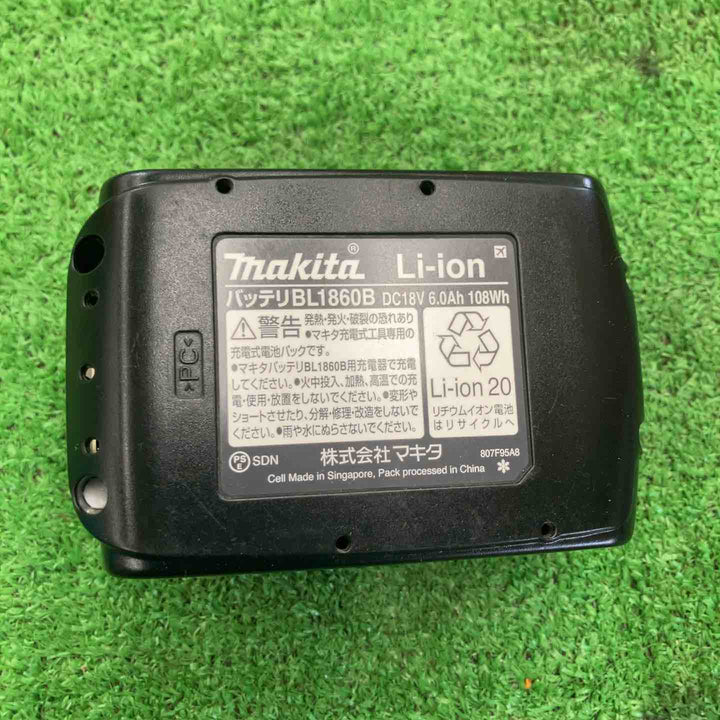 makita® Li-ion
バッテリBL1860B DC18V 6.0Ah 108Wh
警告 発熱・発火・破裂の恐れあり
●マキタ充電式工具専用の
充電式電池パックです。
●マキタバッテリBL1860B用充電器で充電
してください。●火中投入、加熱、高温での充
電・使用・放置をしないでください。●変形や
ショートさせたり、分解・修理・改造をしないで
ください。●雨や水にぬらさないでください。
Li-ion 20
リチウムイオン電池
はリサイクルへ
PS
E SDN
株式会社マキタ
807F95A8
Cell Made in Singapore, Pack processed in China
>PC<